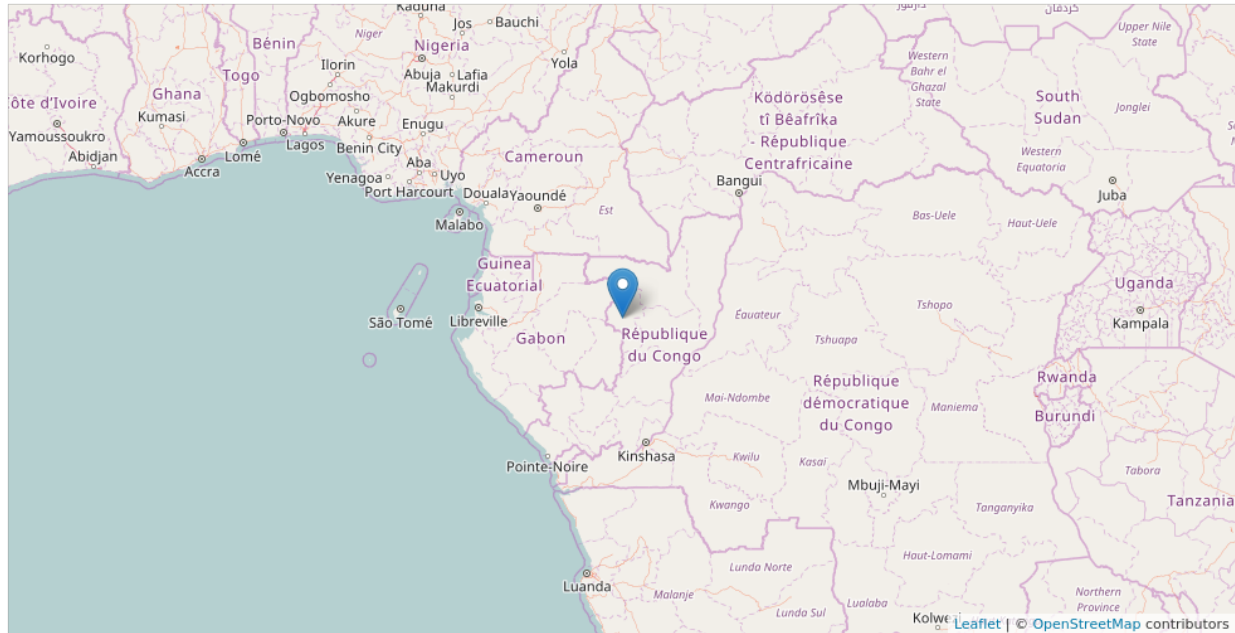 Kaduna
Jos
Bauchi
دارفور
كردفان
Upper Nile
State
Korhogo
Bénin
Niger
Nigeria
Yola
Western
Bahr el
Ghazal
State
Togo
Ilorin
Abuja
Lafia
Makurdi
Ködörösêse
tî Bêafrîka
- République
Centrafricaine
South
Sudan
Jonglei
ôte d'Ivoire
Ghana
Kumasi
Ogbomosho
Porto-Novo
Akure
Enugu
Yamoussoukro
Abidjan
Lomé
Lagos
Benin City
Accra
Aba
Uyo
Yenagoa
Port Harcourt
Cameroun
Western
Equatoria
Bangui
Douala
Yaoundé
Est
Juba
Malabo
Bas-Uele
Haut-Uele
Guinea
Ecuatorial
Uganda
São Tomé
Libreville
Gabon
République
du Congo
Équateur
Tshopo
Kampala
Tshuapa
Rwanda
République
démocratique
du Congo
Mai-Ndombe
Maniema
Burundi
Pointe-Noire
Kinshasa
Kwilu
Kasaï
Mbuji-Mayi
Tabora
Kwango
Tanganyika
Tanzania
Luanda
Malanje
Lunda Norte
Lunda Sul
Haut-Lomami
Lualaba
Northern
Province
Leaflet | © OpenStreetMap contributors